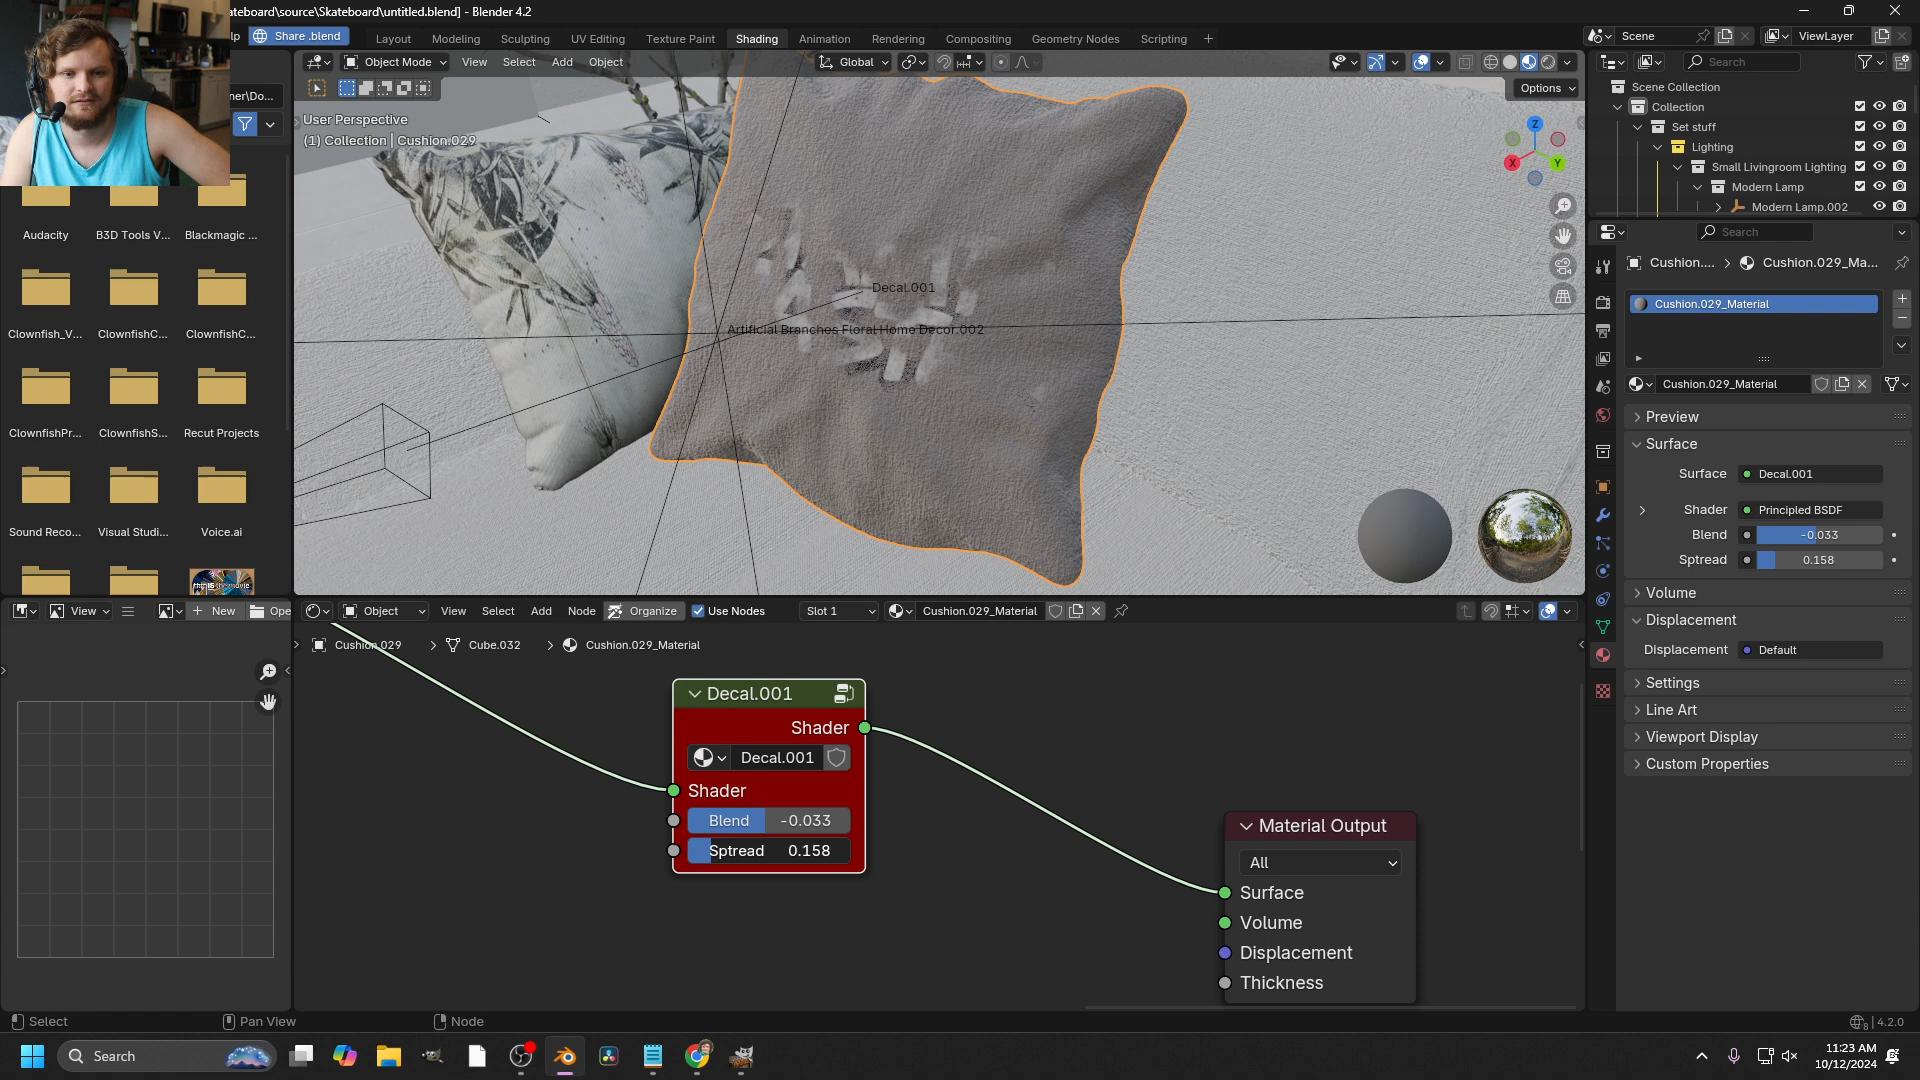 ateboard\source\Skateboard\untitled.blend] - Blender 4.2
lp Share .blend Layout Modeling Sculpting UV Editing Texture Paint Shading Animation Rendering Compositing Geometry Nodes Scripting +
Scene ViewLayer
Object Mode View Select Add Object Global
Search
Options
ner\Do...
User Perspective
(1) Collection | Cushion.029
Z
X
Y
Scene Collection
Collection
Set stuff
Lighting
Small Livingroom Lighting
Modern Lamp
Modern Lamp.002
Audacity B3D Tools V... Blackmagic ...
Clownfish_V... ClownfishC... ClownfishC...
ClownfishPr... ClownfishS... Recut Projects
Sound Reco... Visual Studi... Voice.ai
Decal.001
Artificial Branches Floral Home Decor.002
Search
Cushion.... > Cushion.029_Ma...
Cushion.029_Material
Cushion.029_Material
Preview
Surface
Surface Decal.001
Shader Principled BSDF
Blend -0.033
Sptread 0.158
Volume
Displacement
Displacement Default
Settings
Line Art
Viewport Display
Custom Properties
View + New Ope
Object View Select Add Node Organize Use Nodes Slot 1 Cushion.029_Material
Cushion.029 > Cube.032 > Cushion.029_Material
Decal.001
Shader
Decal.001
Shader
Blend -0.033
Sptread 0.158
Material Output
All
Surface
Volume
Displacement
Thickness
Select Pan View Node
4.2.0
Search
11:23 AM
10/12/2024